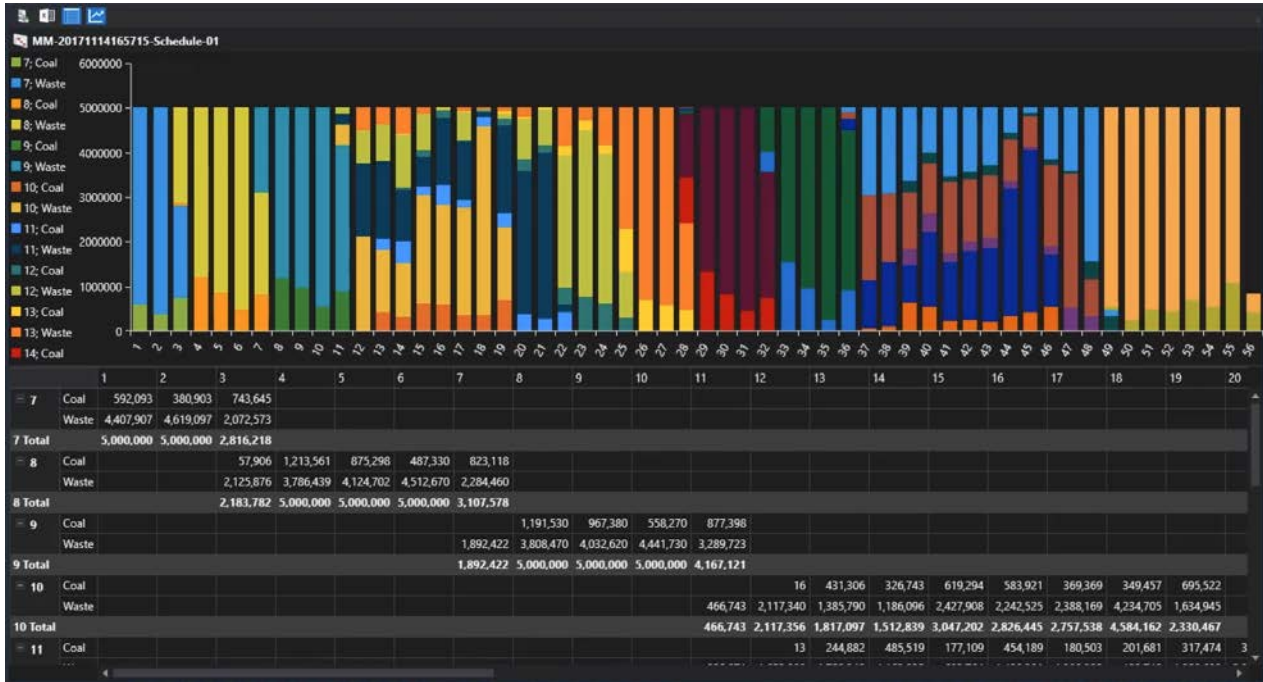 MM-20171114165715-Schedule-01
7; Coal
7; Waste
8; Coal
8; Waste
9; Coal
9; Waste
10; Coal
10; Waste
11; Coal
11; Waste
12; Coal
12; Waste
13; Coal
13; Waste
14; Coal
6000000
5000000
4000000
3000000
2000000
1000000
0
1 2 3 4 5 6 7 8 9 10 11 12 13 14 15 16 17 18 19 20 21 22 23 24 25 26 27 28 29 30 31 32 33 34 35 36 37 38 39 40 41 42 43 44 45 46 47 48 49 50 51 52 53 54 55 56
1 2 3 4 5 6 7 8 9 10 11 12 13 14 15 16 17 18 19 20
7 Coal 592,093 380,903 743,645
Waste 4,407,907 4,619,097 2,072,573
7 Total 5,000,000 5,000,000 2,816,218
8 Coal 57,906 1,213,561 875,298 487,330 823,118
Waste 2,125,876 3,786,439 4,124,702 4,512,670 2,284,460
8 Total 2,183,782 5,000,000 5,000,000 5,000,000 3,107,578
9 Coal 1,191,530 967,380 558,270 877,398
Waste 1,892,422 3,808,470 4,032,620 4,441,730 3,289,723
9 Total 1,892,422 5,000,000 5,000,000 5,000,000 4,167,121
10 Coal 16 431,306 326,743 619,294 583,921 369,369 349,457 695,522
Waste 466,743 2,117,340 1,385,790 1,186,096 2,427,908 2,242,525 2,388,169 4,234,705 1,634,945
10 Total 466,743 2,117,356 1,817,097 1,512,839 3,047,202 2,826,445 2,757,538 4,584,162 2,330,467
11 Coal 13 244,882 485,519 177,109 454,189 180,503 201,681 317,474 3